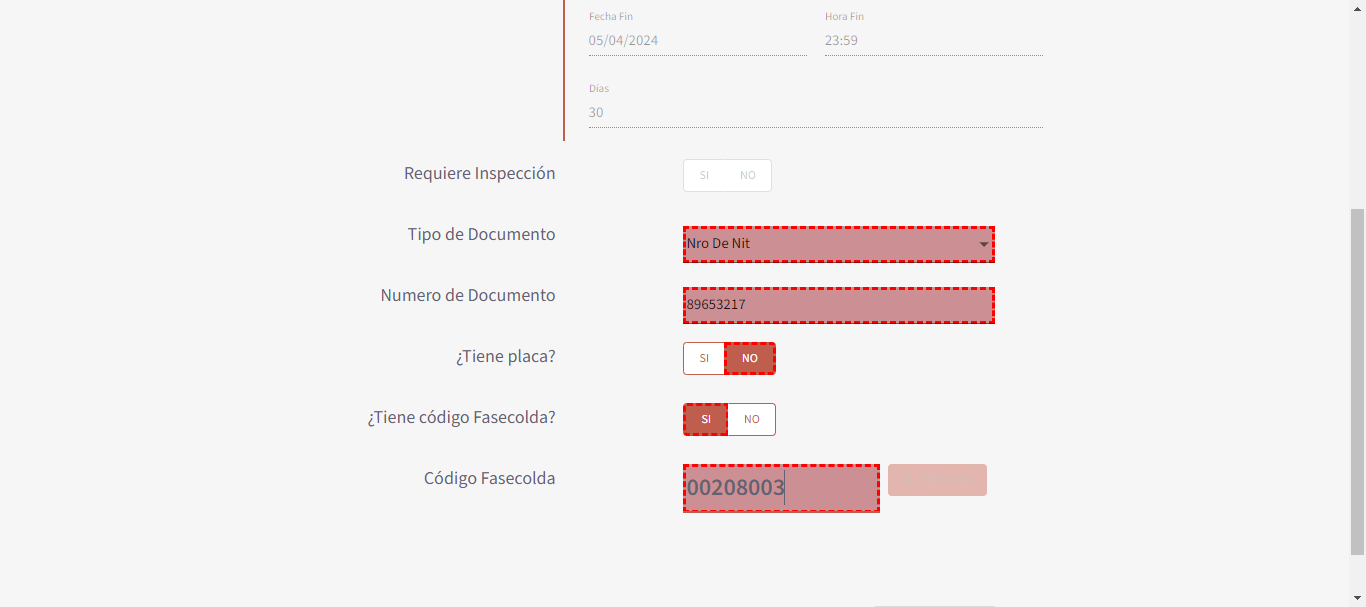 Fecha Fin Hora Fin
05/04/2024 23:59
Días
30
Requiere Inspección SI NO
Tipo de Documento Nro De Nit
Numero de Documento 89653217
¿Tiene placa? SI NO
¿Tiene código Fasecolda? SI NO
Código Fasecolda 00208003